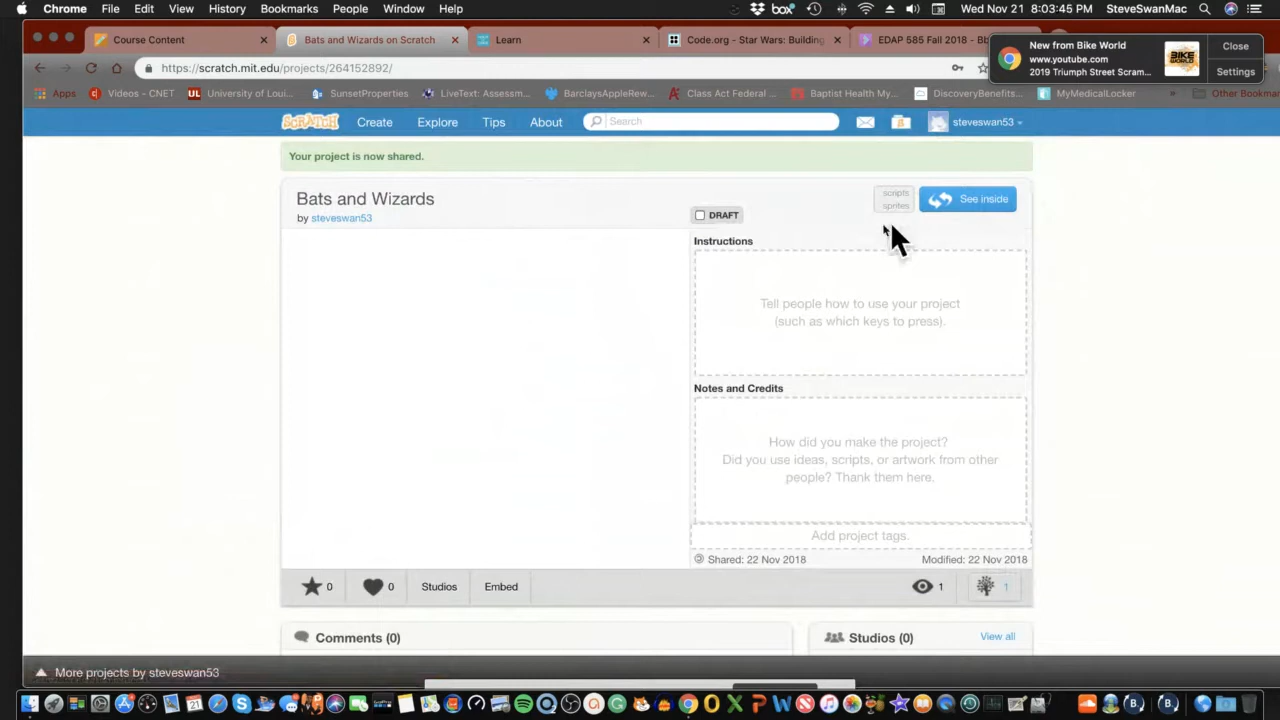 Chrome File Edit View History Bookmarks People Window Help
box
Wed Nov 21 8:03:45 PM SteveSwanMac
Course Content
Bats and Wizards on Scratch
Learn
Code.org - Star Wars: Building
EDAP 585 Fall 2018 - Bb
New from Bike World
www.youtube.com
2019 Triumph Street Scram...
BIKE WORLD
Close
Settings
https://scratch.mit.edu/projects/264152892/
Apps Videos - CNET University of Loui... SunsetProperties LiveText: Assessm... BarclaysAppleRew... Class Act Federal ... Baptist Health My... DiscoveryBenefits... MyMedicalLocker » Other Bookmar
SCRATCH Create Explore Tips About Search steveswan53
Your project is now shared.
Bats and Wizards
by steveswan53
scripts
sprites
See inside
DRAFT
Instructions
Tell people how to use your project
(such as which keys to press).
Notes and Credits
How did you make the project?
Did you use ideas, scripts, or artwork from other
people? Thank them here.
Add project tags.
Shared: 22 Nov 2018 Modified: 22 Nov 2018
0 0 Studios Embed 1 1
Comments (0)
Studios (0) View all
More projects by steveswan53